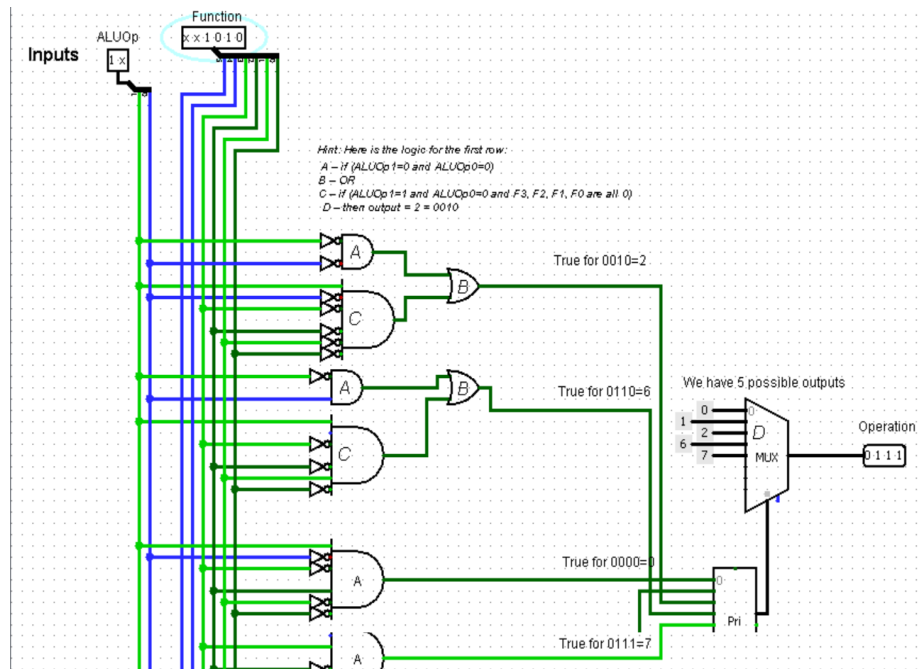 Function
x x 1 0 1 0
ALUOp
1 x
Inputs
Hint: Here is the logic for the first row:
A – if (ALUOp1=0 and ALUOp0=0)
B – OR
C – if (ALUOp1=1 and ALUOp0=0 and F3, F2, F1, F0 are all 0)
D – then output = 2 = 0010
A
B
True for 0010=2
C
A
B
True for 0110=6
C
We have 5 possible outputs
0
0
1
2
D
6
7
MUX
Operation
0 1 1 1
True for 0000=0
A
0
Pri
True for 0111=7
A